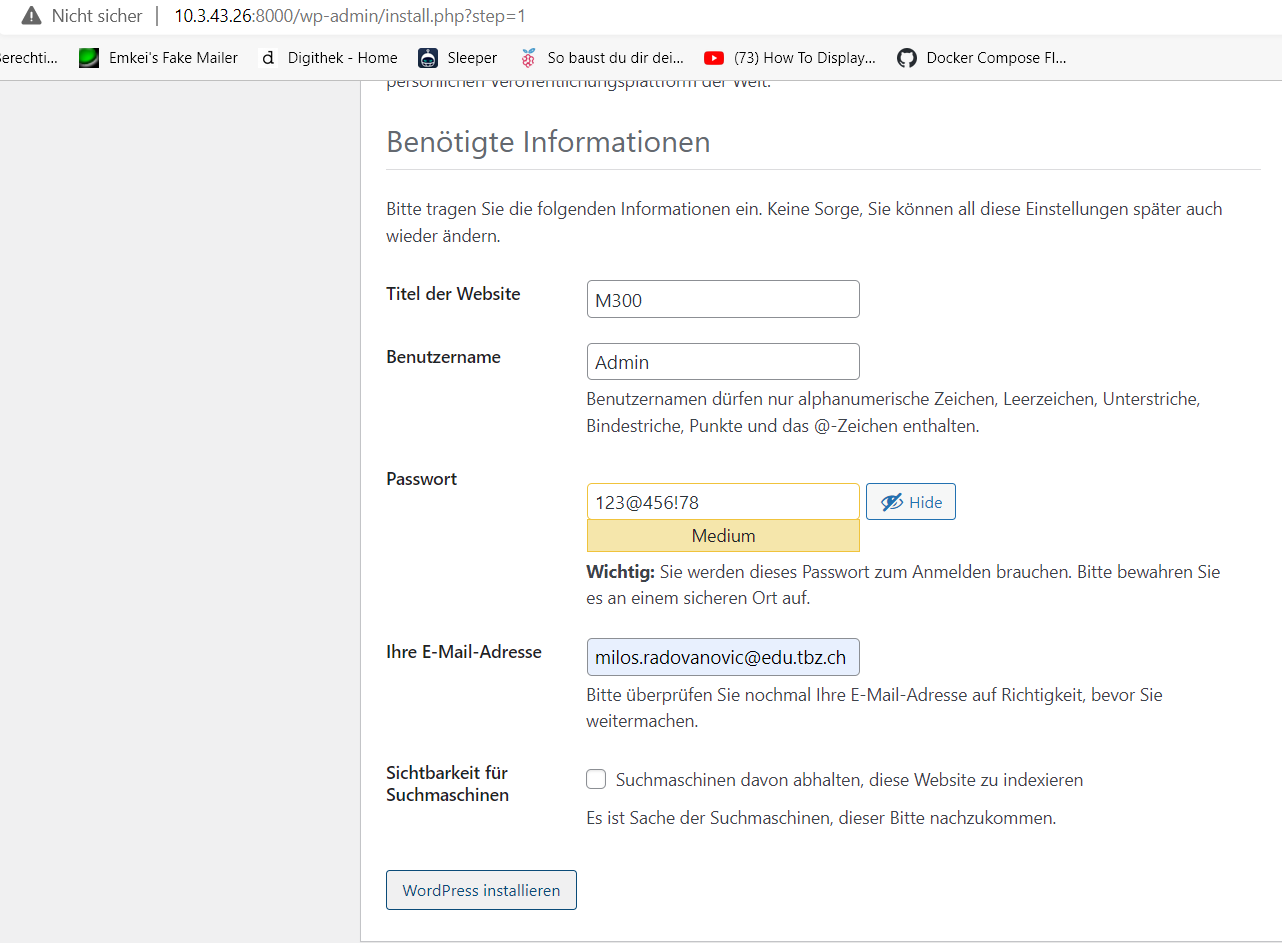 Nicht sicher | 10.3.43.26:8000/wp-admin/install.php?step=1
erechti... Emkei's Fake Mailer d Digithek - Home Sleeper So baust du dir dei... (73) How To Display... Docker Compose Fl...
persönlichen Veröffentlichungsplattform der Welt.
Benötigte Informationen
Bitte tragen Sie die folgenden Informationen ein. Keine Sorge, Sie können all diese Einstellungen später auch
wieder ändern.
Titel der Website M300
Benutzername Admin
Benutzernamen dürfen nur alphanumerische Zeichen, Leerzeichen, Unterstriche,
Bindestriche, Punkte und das @-Zeichen enthalten.
Passwort
123@456!78 Hide
Medium
Wichtig: Sie werden dieses Passwort zum Anmelden brauchen. Bitte bewahren Sie
es an einem sicheren Ort auf.
Ihre E-Mail-Adresse milos.radovanovic@edu.tbz.ch
Bitte überprüfen Sie nochmal Ihre E-Mail-Adresse auf Richtigkeit, bevor Sie
weitermachen.
Sichtbarkeit für
Suchmaschinen
Suchmaschinen davon abhalten, diese Website zu indexieren
Es ist Sache der Suchmaschinen, dieser Bitte nachzukommen.
WordPress installieren